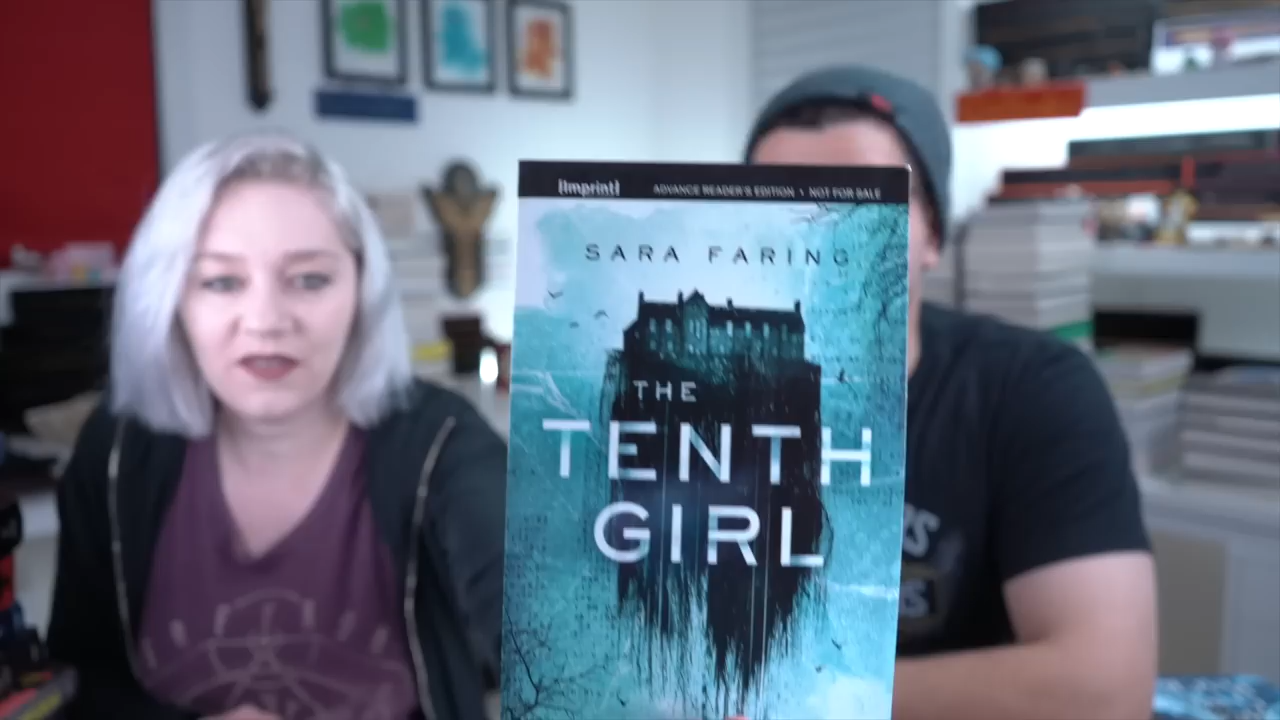 [Imprint] ADVANCE READER'S EDITION • NOT FOR SALE
SARA FARING
THE
TENTH
GIRL